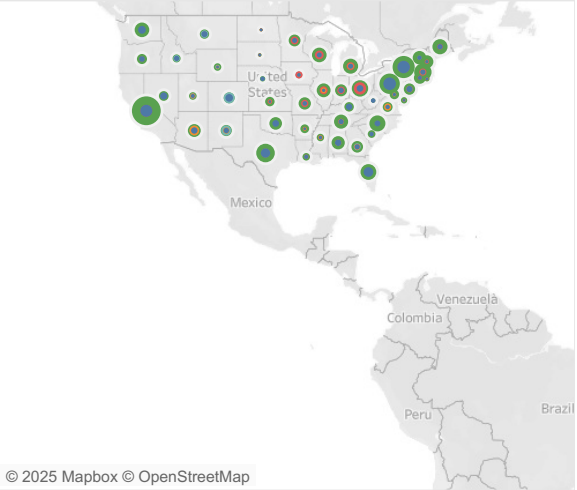 United
States
Mexico
Venezuela
Colombia
Peru
Brazil
© 2025 Mapbox © OpenStreetMap